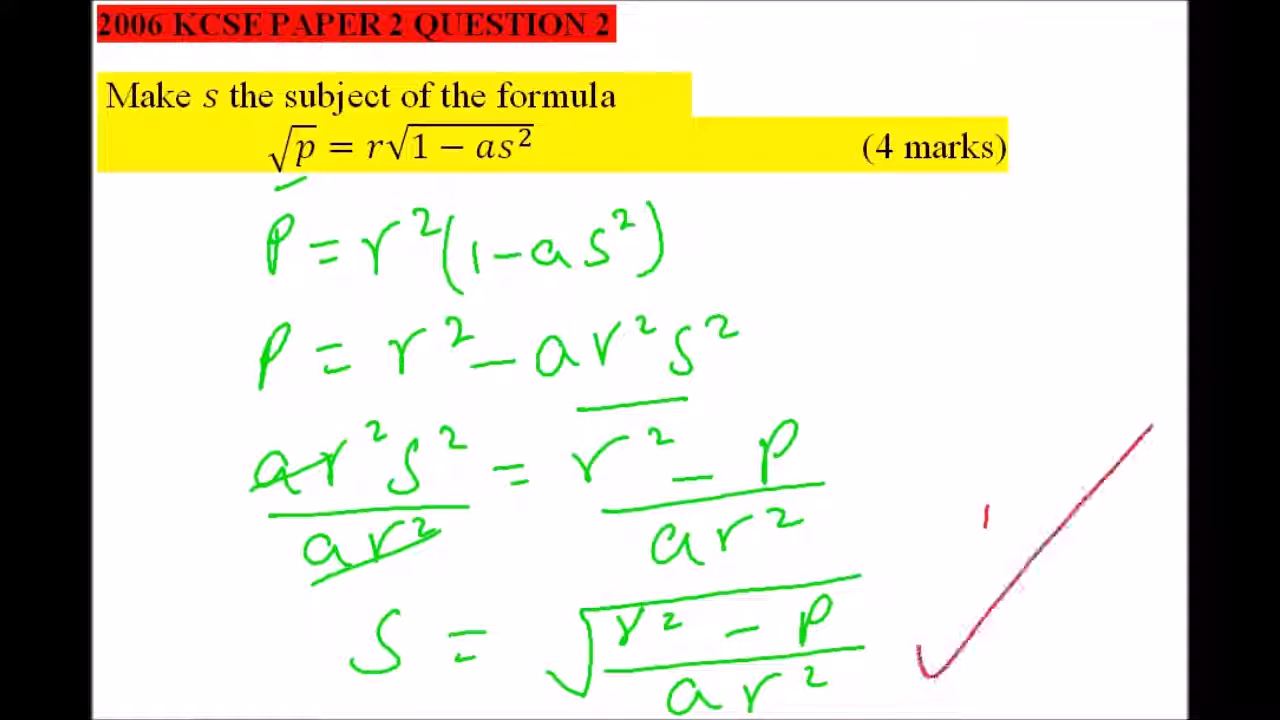 2006 KCSE PAPER 2 QUESTION 2
Make s the subject of the formula
√p = r√(1 − as²) (4 marks)
P = r²(1 − as²)
P = r² − ar²s²
ar²s²/ar² = r² − P/ar²
S = √(r² − P/ar²)